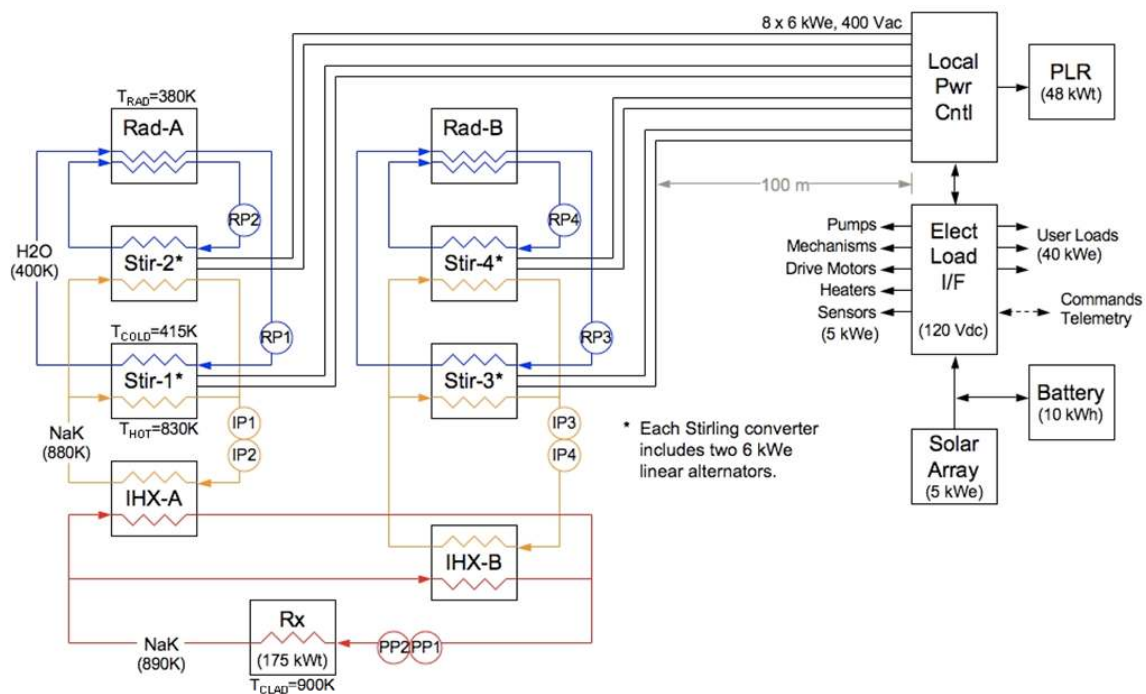 8 x 6 kWe, 400 Vac
Local
Pwr
Cntl
PLR
(48 kWt)
T_RAD=380K
Rad-A
Rad-B
100 m
RP2
RP4
H2O
(400K)
Stir-2*
Stir-4*
Pumps
Mechanisms
Drive Motors
Heaters
Sensors
(5 kWe)
Elect
Load
I/F
(120 Vdc)
User Loads
(40 kWe)
Commands
Telemetry
T_COLD=415K
RP1
RP3
Stir-1*
Stir-3*
T_HOT=830K
NaK
(880K)
IP1
IP2
IP3
IP4
* Each Stirling converter
includes two 6 kWe
linear alternators.
Battery
(10 kWh)
Solar
Array
(5 kWe)
IHX-A
IHX-B
Rx
(175 kWt)
PP2
PP1
NaK
(890K)
T_CLAD=900K